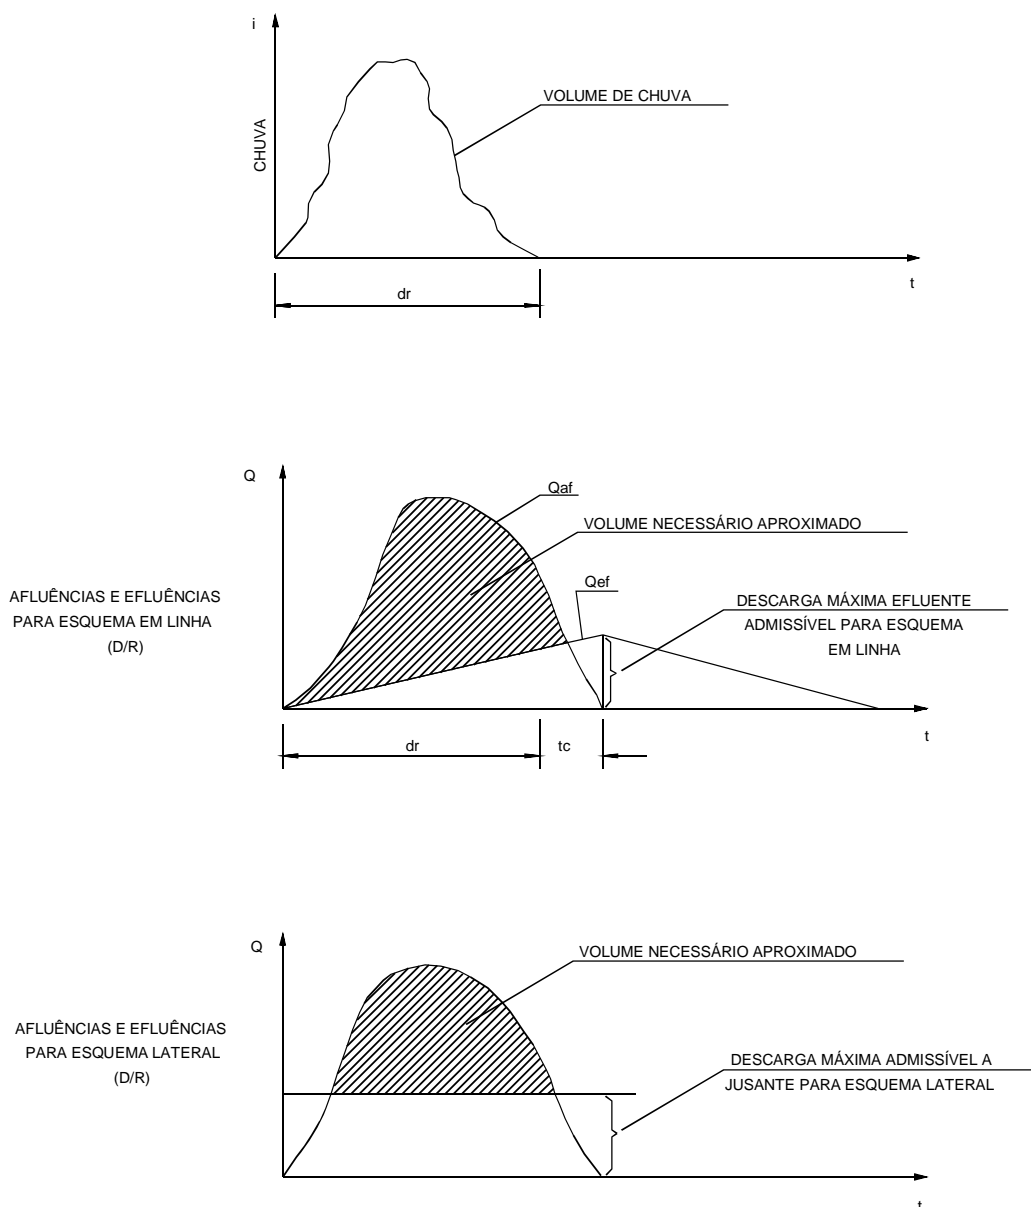 i
VOLUME DE CHUVA
CHUVA
t
dr
Q
Qaf
VOLUME NECESSÁRIO APROXIMADO
Qef
AFLUÊNCIAS E EFLUÊNCIAS
PARA ESQUEMA EM LINHA
(D/R)
DESCARGA MÁXIMA EFLUENTE
ADMISSÍVEL PARA ESQUEMA
EM LINHA
t
dr
tc
Q
VOLUME NECESSÁRIO APROXIMADO
AFLUÊNCIAS E EFLUÊNCIAS
PARA ESQUEMA LATERAL
(D/R)
DESCARGA MÁXIMA ADMISSÍVEL A
JUSANTE PARA ESQUEMA LATERAL
t